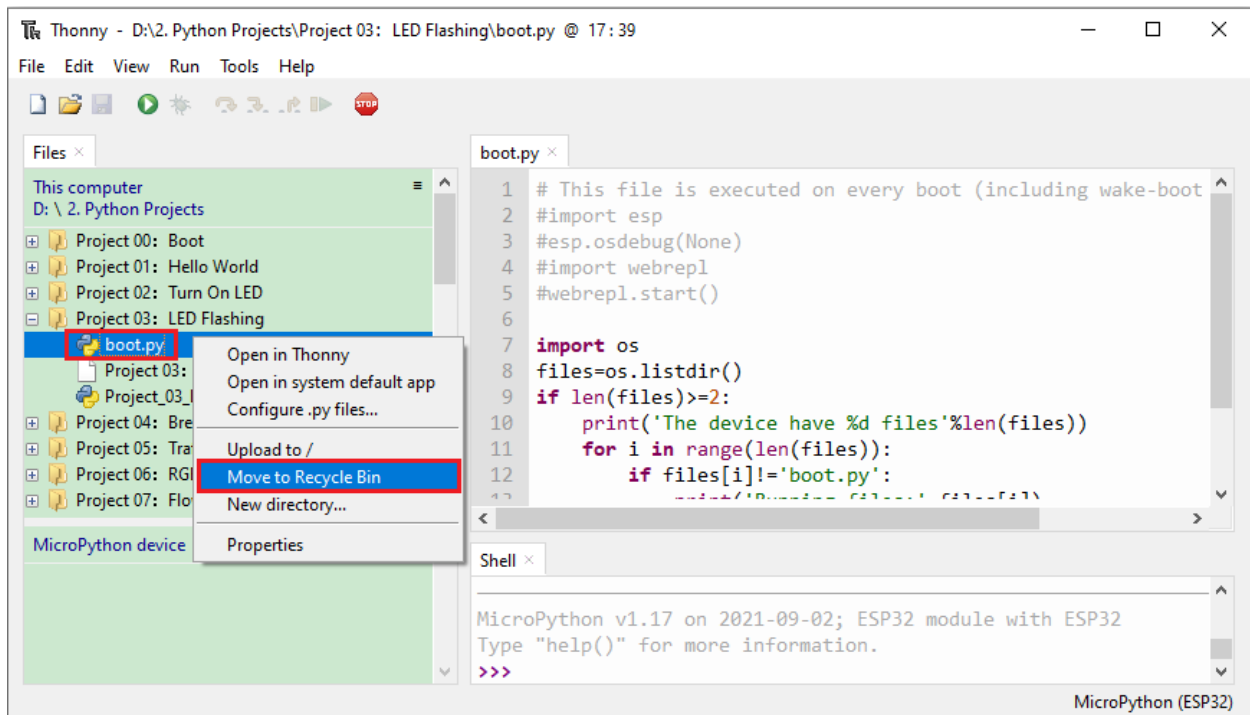 Thonny - D:\2. Python Projects\Project 03: LED Flashing\boot.py @ 17:39
File Edit View Run Tools Help
STOP
Files
This computer
D: \ 2. Python Projects
Project 00: Boot
Project 01: Hello World
Project 02: Turn On LED
Project 03: LED Flashing
boot.py
Project 03:
Project_03_
Project 04: Bre
Project 05: Tra
Project 06: RG
Project 07: Flo
MicroPython device
Open in Thonny
Open in system default app
Configure .py files...
Upload to /
Move to Recycle Bin
New directory...
Properties
boot.py
1 # This file is executed on every boot (including wake-boot
2 #import esp
3 #esp.osdebug(None)
4 #import webrepl
5 #webrepl.start()
6
7 import os
8 files=os.listdir()
9 if len(files)>=2:
10 print('The device have %d files'%len(files))
11 for i in range(len(files)):
12 if files[i]!='boot.py':
Shell
MicroPython v1.17 on 2021-09-02; ESP32 module with ESP32
Type "help()" for more information.
>>>
MicroPython (ESP32)